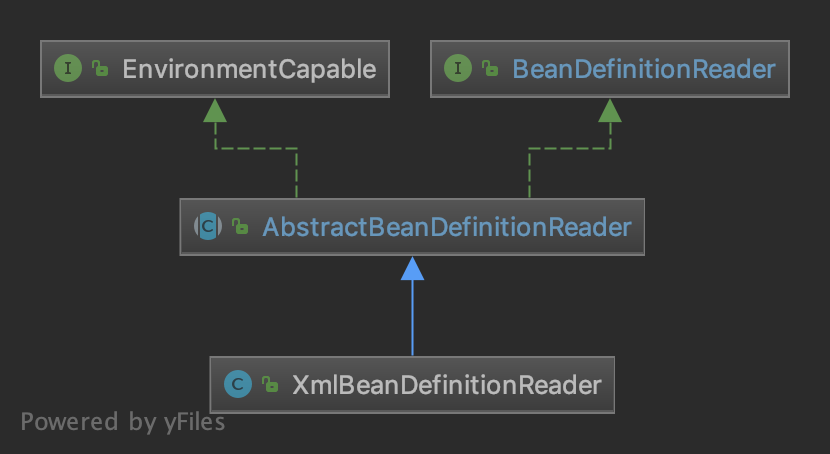 I EnvironmentCapable
I BeanDefinitionReader
C AbstractBeanDefinitionReader
C XmlBeanDefinitionReader
Powered by yFiles